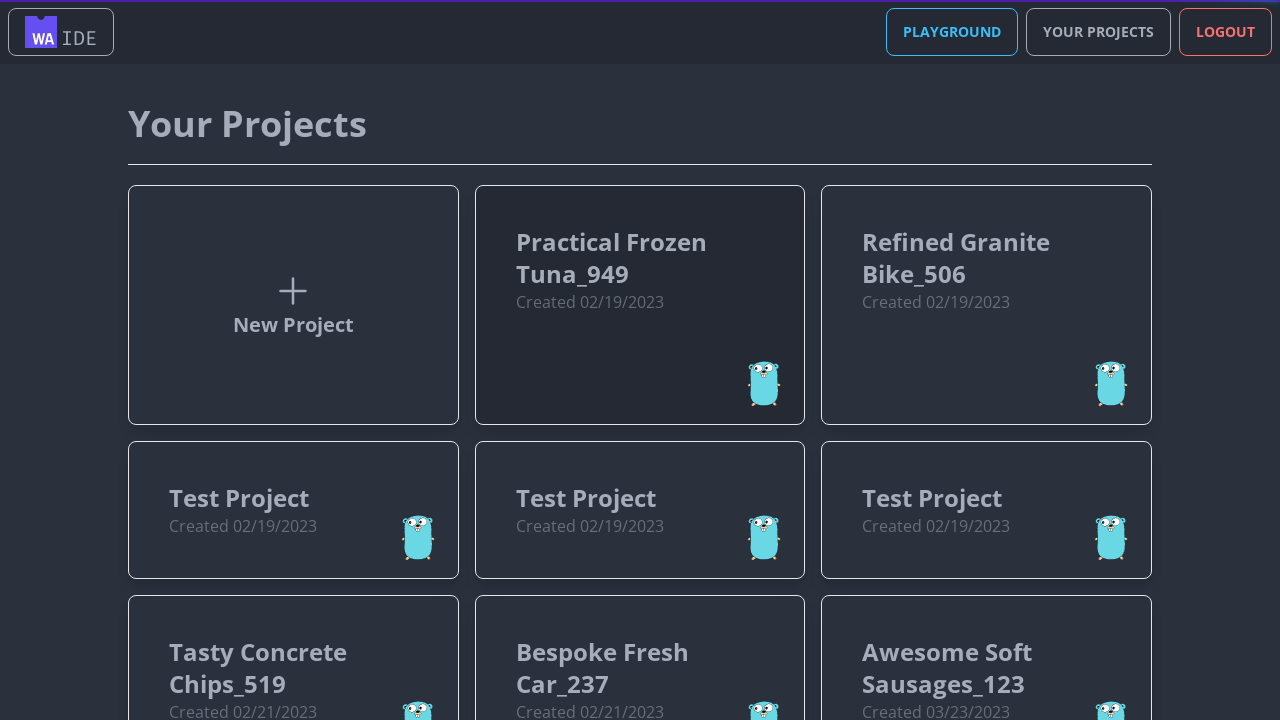 WA IDE
PLAYGROUND
YOUR PROJECTS
LOGOUT
Your Projects
New Project
Practical Frozen
Tuna_949
Created 02/19/2023
Refined Granite
Bike_506
Created 02/19/2023
Test Project
Created 02/19/2023
Test Project
Created 02/19/2023
Test Project
Created 02/19/2023
Tasty Concrete
Chips_519
Created 02/21/2023
Bespoke Fresh
Car_237
Created 02/21/2023
Awesome Soft
Sausages_123
Created 03/23/2023